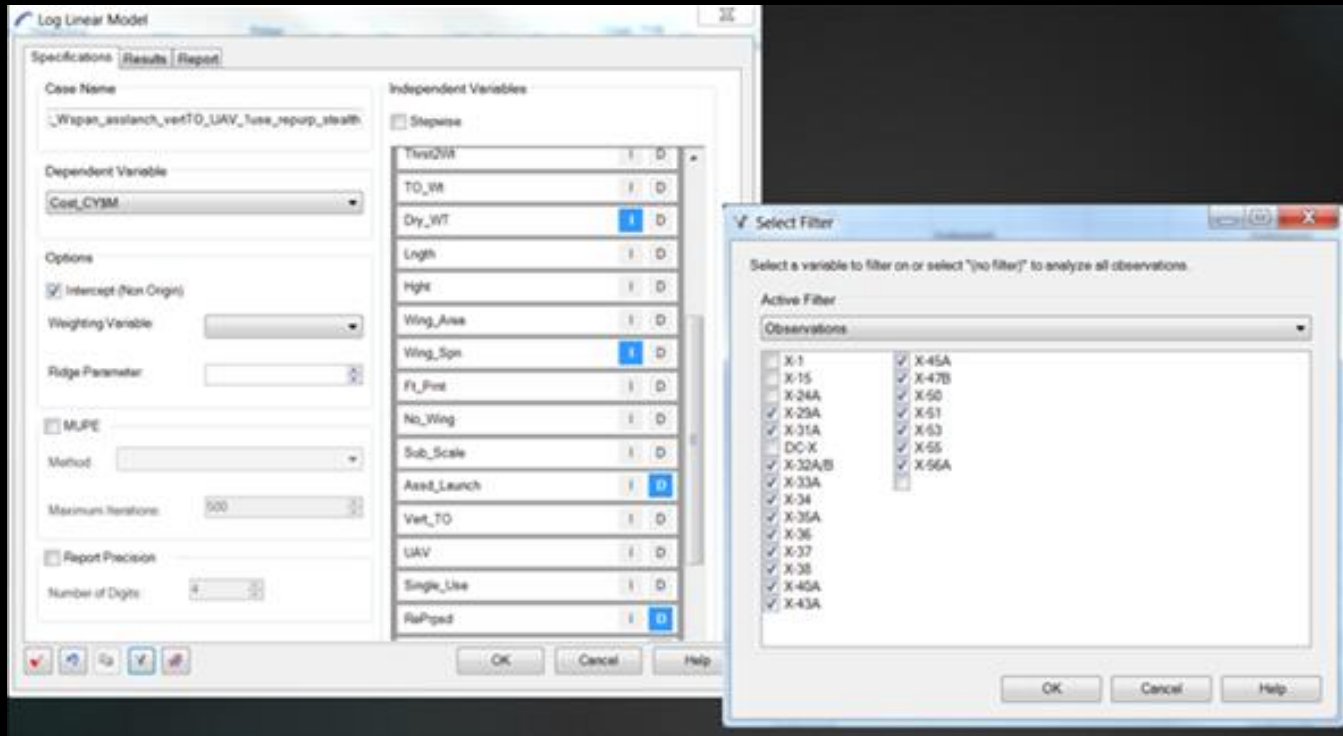 Log Linear Model
Specifications Results Report
Case Name
:_Wspan_asslanch_vertTO_UAV_1use_repurp_stealth
Dependent Variable
Cost_CY$M
Options
Intercept (Non Origin)
Weighting Variable
Ridge Parameter
MUPE
Method
Maximum Iterations: 500
Report Precision
Number of Digits: 4
Independent Variables
Stepwise
Thrst2Wt I D
TO_Wt I D
Dry_WT I D
Lngth I D
Hght I D
Wing_Area I D
Wing_Spn I D
Ft_Prnt I D
No_Wing I D
Sub_Scale I D
Assd_Launch I D
Vert_TO I D
UAV I D
Single_Use I D
RePrpsd I D
OK Cancel Help
Select Filter
Select a variable to filter on or select "(no filter)" to analyze all observations.
Active Filter
Observations
X-1
X-15
X-24A
X-29A
X-31A
DC-X
X-32A/B
X-33A
X-34
X-35A
X-36
X-37
X-38
X-40A
X-43A
X-45A
X-47B
X-50
X-51
X-53
X-55
X-56A
OK Cancel Help